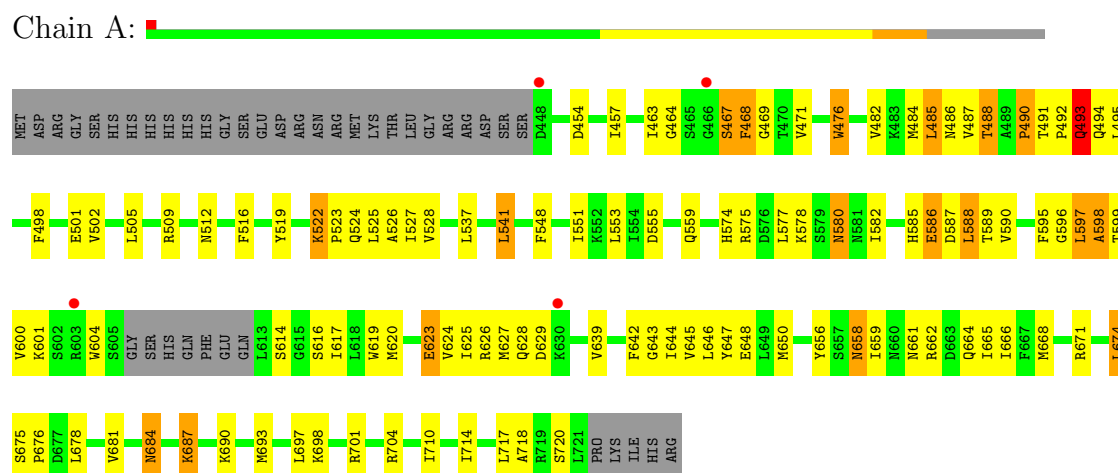 Chain A:
MET ASP ARG GLY SER HIS HIS HIS HIS HIS HIS GLY SER GLU ASP ARG ASN ARG MET LYS THR LEU GLY ARG ARG ASP SER SER D448 D454 I457 I463 G464 S465 G466 S467 F468 G469 T470 V471 W476 V482 K483 M484 L485 N486 V487 T488 A489 P490 T491 P492 Q493 Q494 L495
F498 E501 V502 L505 R509 N512 F516 Y519 K522 P523 Q524 L525 A526 I527 V528 L537 L541 F548 I551 K552 L553 I554 D555 Q559 H574 R575 D576 L577 K578 S579 N580 N581 I582 H585 E586 D587 L588 T589 V590 F595 G596 L597 A598 T599
V600 K601 S602 R603 W604 S605 GLY SER HIS GLN PHE GLU GLN L613 S614 G615 S616 I617 L618 W619 M620 E623 V624 I625 R626 M627 Q628 D629 K630 V639 F642 G643 I644 V645 L646 Y647 E648 L649 M650 Y656 S657 N658 I659 N660 N661 R662 D663 Q664 I665 I666 F667 M668 R671 L674
S675 P676 D677 L678 V681 N684 K687 K690 M693 L697 K698 R701 R704 I710 I714 L717 A718 R719 S720 L721 PRO LYS ILE HIS ARG